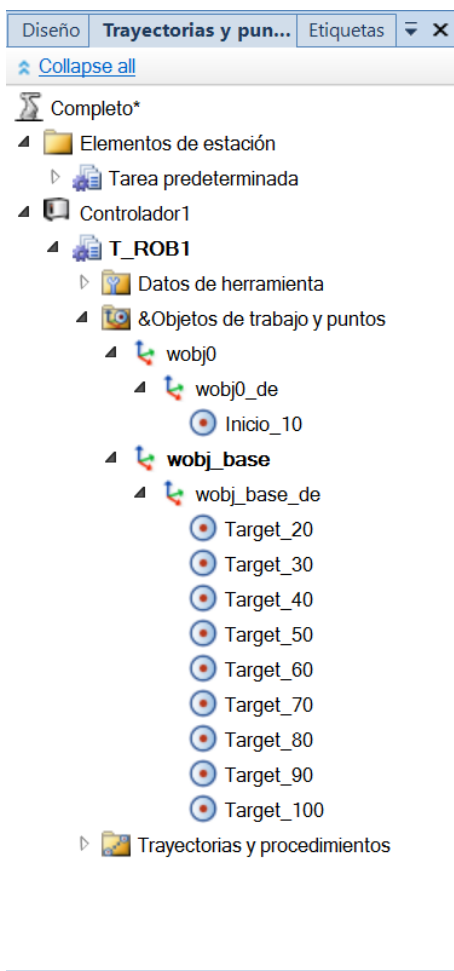 Diseño Trayectorias y pun... Etiquetas
Collapse all
Completo*
Elementos de estación
Tarea predeterminada
Controlador1
T_ROB1
Datos de herramienta
&Objetos de trabajo y puntos
wobj0
wobj0_de
Inicio_10
wobj_base
wobj_base_de
Target_20
Target_30
Target_40
Target_50
Target_60
Target_70
Target_80
Target_90
Target_100
Trayectorias y procedimientos